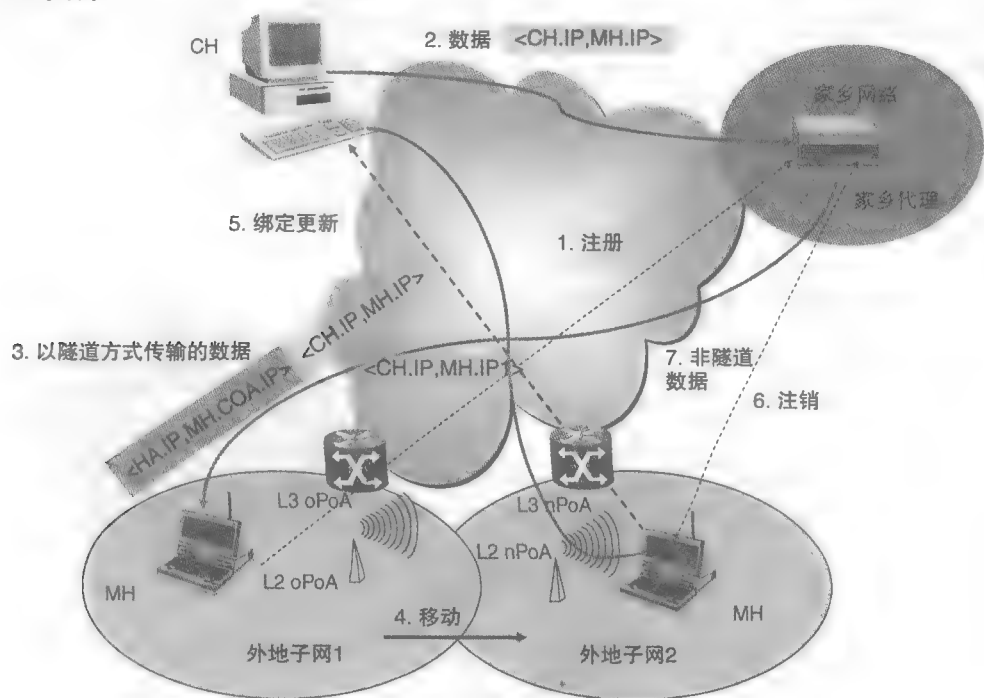 CH
2. 数据 <CH.IP,MH.IP>
家乡网络
家乡代理
5. 绑定更新
1. 注册
<CH.IP,MH.IP>
3. 以隧道方式传输的数据
<CH.IP,MH.IP1>
7. 非隧道
数据
6. 注销
<HA.IP,MH.COA.IP>
L3 oPoA
L3 nPoA
L2 oPoA
L2 nPoA
MH
MH
4. 移动
外地子网1
外地子网2